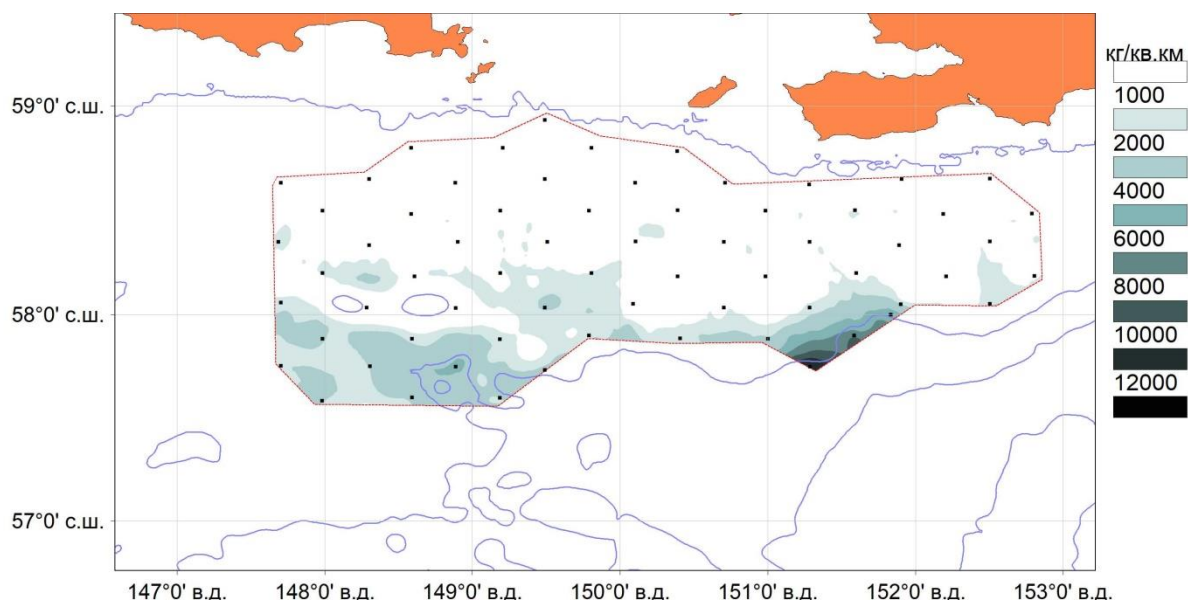 кг/кв.км
1000
2000
4000
6000
8000
10000
12000
59°0' с.ш.
58°0' с.ш.
57°0' с.ш.
147°0' в.д.
148°0' в.д.
149°0' в.д.
150°0' в.д.
151°0' в.д.
152°0' в.д.
153°0' в.д.